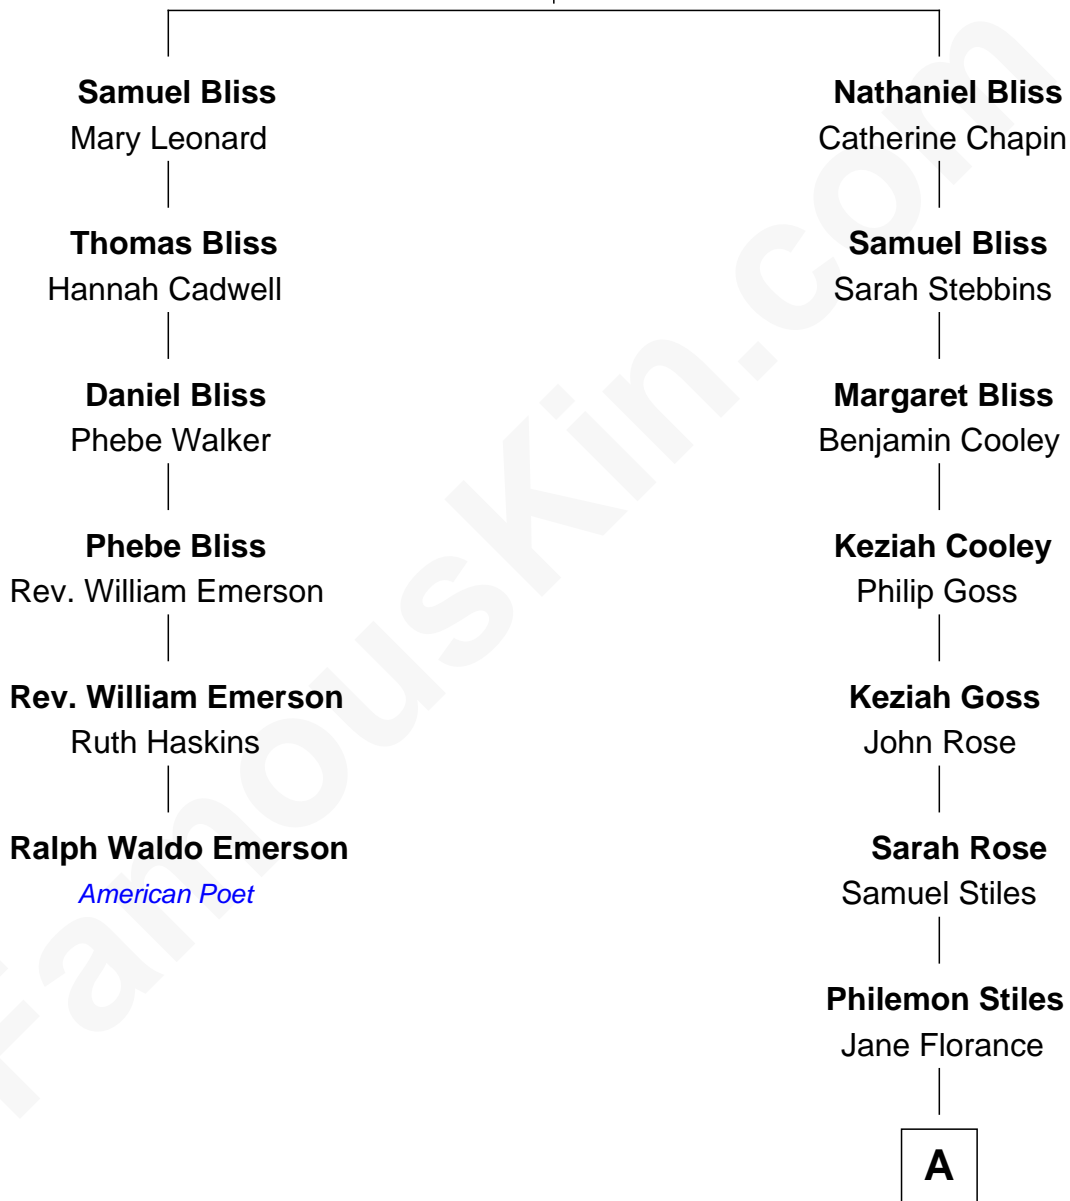 Samuel Bliss
Mary Leonard
Thomas Bliss
Hannah Cadwell
Daniel Bliss
Phebe Walker
Phebe Bliss
Rev. William Emerson
Rev. William Emerson
Ruth Haskins
Ralph Waldo Emerson
American Poet
Nathaniel Bliss
Catherine Chapin
Samuel Bliss
Sarah Stebbins
Margaret Bliss
Benjamin Cooley
Keziah Cooley
Philip Goss
Keziah Goss
John Rose
Sarah Rose
Samuel Stiles
Philemon Stiles
Jane Florance
A
FamousKin.com